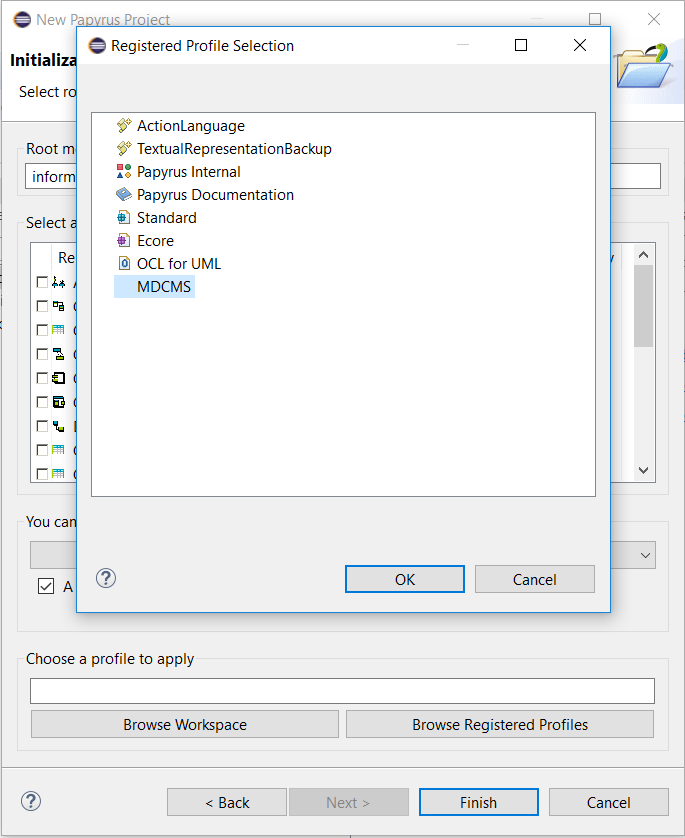 New Papyrus Project
Registered Profile Selection
Initializa
Select ro
ActionLanguage
TextualRepresentationBackup
Root m
Papyrus Internal
inform
Papyrus Documentation
Standard
Select a
Ecore
Re
OCL for UML
MDCMS
You can
A
?
OK
Cancel
Choose a profile to apply
Browse Workspace
Browse Registered Profiles
?
< Back
Next >
Finish
Cancel